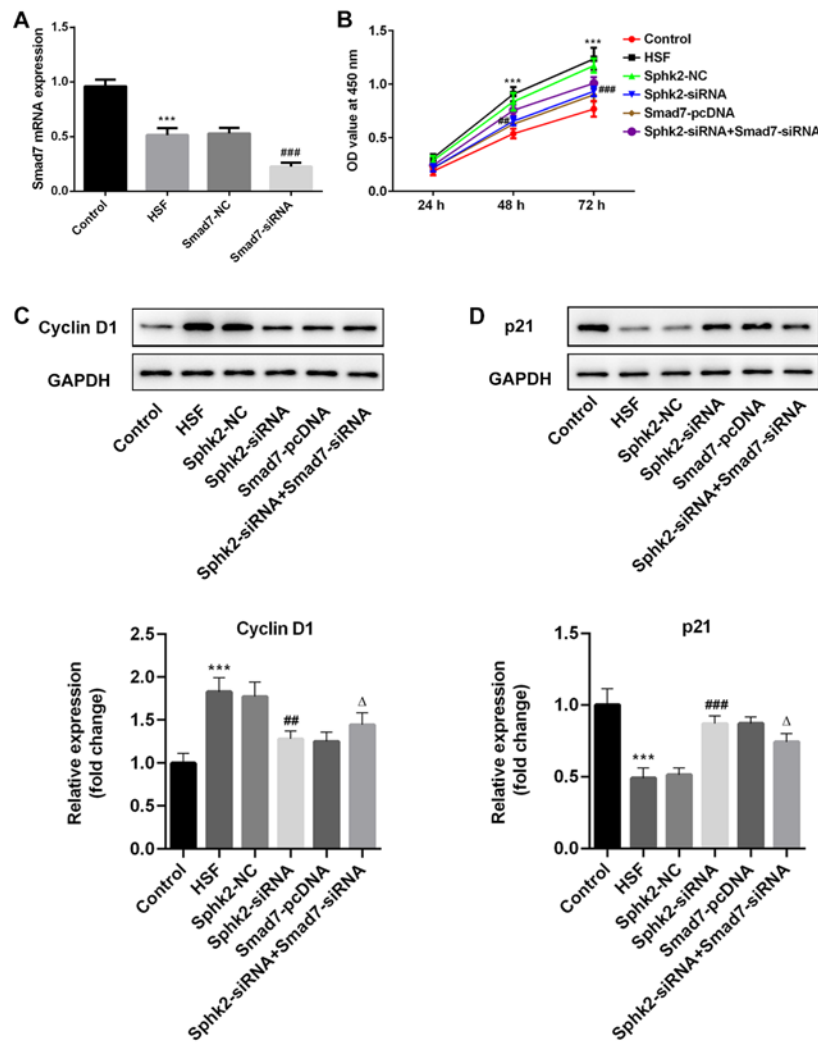 A
Smad7 mRNA expression
1.5
1.0
0.5
0.0
***
###
Control
HSF
Smad7-NC
Smad7-siRNA
B
OD value at 450 nm
1.5
1.0
0.5
0.0
***
##
***
###
24 h
48 h
72 h
Control
HSF
Sphk2-NC
Sphk2-siRNA
Smad7-pcDNA
Sphk2-siRNA+Smad7-siRNA
C
Cyclin D1
GAPDH
Control
HSF
Sphk2-NC
Sphk2-siRNA
Smad7-pcDNA
Sphk2-siRNA+Smad7-siRNA
D
p21
GAPDH
Control
HSF
Sphk2-NC
Sphk2-siRNA
Smad7-pcDNA
Sphk2-siRNA+Smad7-siRNA
Cyclin D1
Relative expression
(fold change)
2.5
2.0
1.5
1.0
0.5
0.0
***
##
Δ
Control
HSF
Sphk2-NC
Sphk2-siRNA
Smad7-pcDNA
Sphk2-siRNA+Smad7-siRNA
p21
Relative expression
(fold change)
1.5
1.0
0.5
0.0
***
###
Δ
Control
HSF
Sphk2-NC
Sphk2-siRNA
Smad7-pcDNA
Sphk2-siRNA+Smad7-siRNA